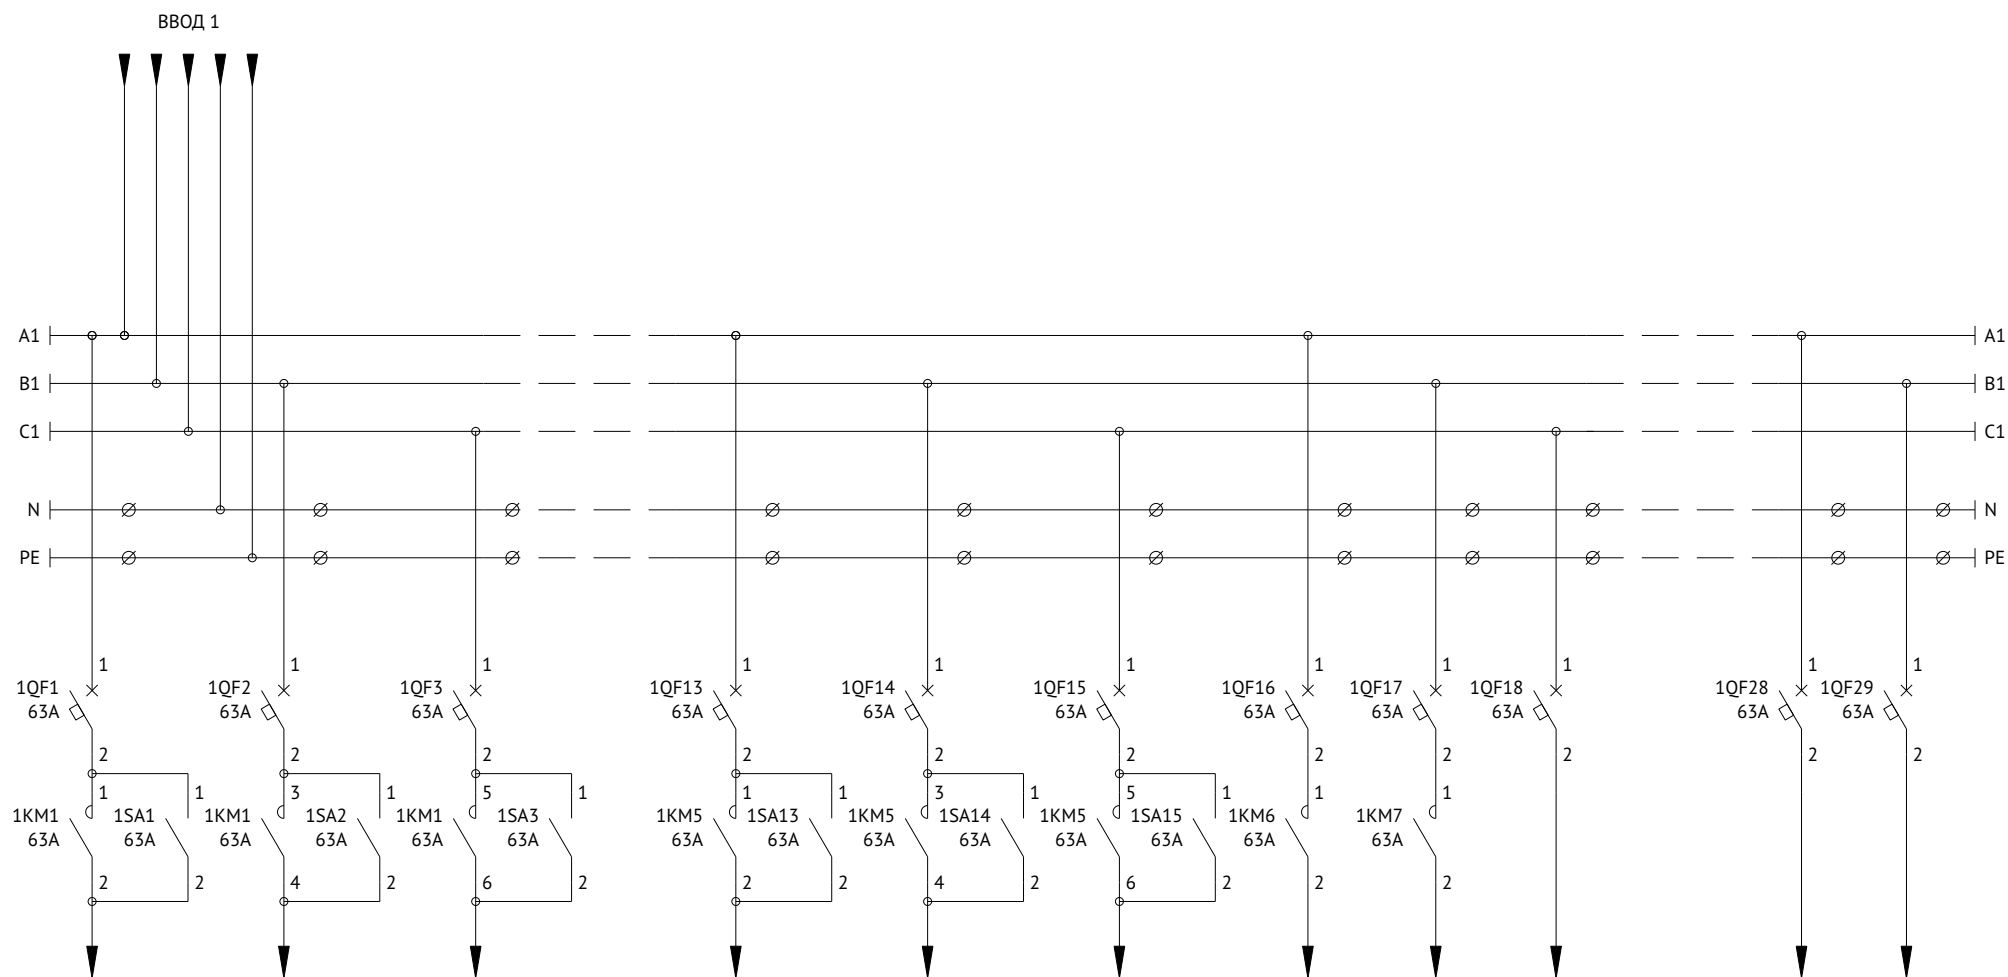 ВВОД 1
A1 A1
B1 B1
C1 C1
N N
PE PE
1 1 1 1 1 1 1 1 1 1
1QF1 1QF2 1QF3 1QF13 1QF14 1QF15 1QF16 1QF17 1QF18 1QF28 1QF29
63A 63A 63A 63A 63A 63A 63A 63A 63A 63A 63A
2 2 2 2 2 2 2 2 2 2 2
1 1 3 1 5 1 1 1 3 1 5 1 1 1
1KM1 1SA1 1KM1 1SA2 1KM1 1SA3 1KM5 1SA13 1KM5 1SA14 1KM5 1SA15 1KM6 1KM7
63A 63A 63A 63A 63A 63A 63A 63A 63A 63A 63A 63A 63A 63A
2 2 4 2 6 2 2 2 4 2 6 2 2 2